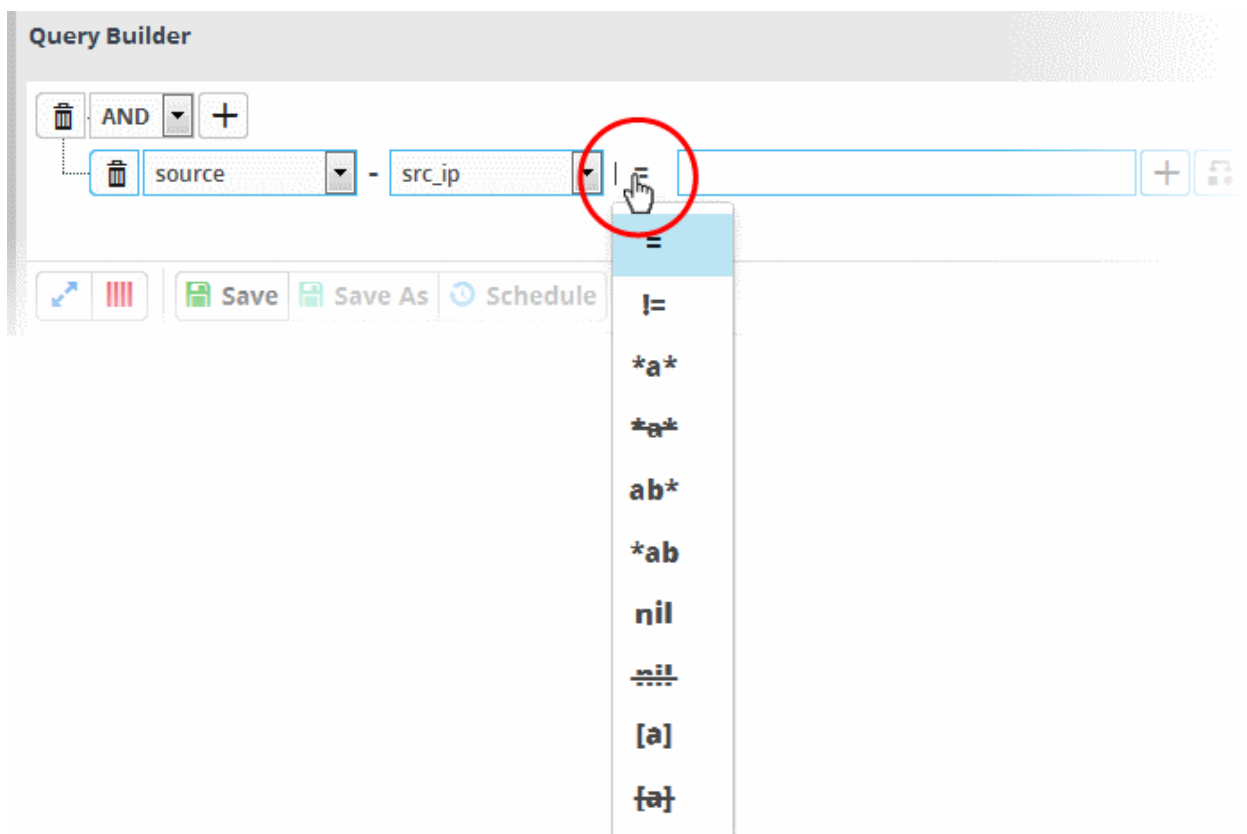 Query Builder
AND
source - src_ip =
=
!=
*a*
*a*
ab*
*ab
nil
nil
[a]
[a]
Save Save As Schedule